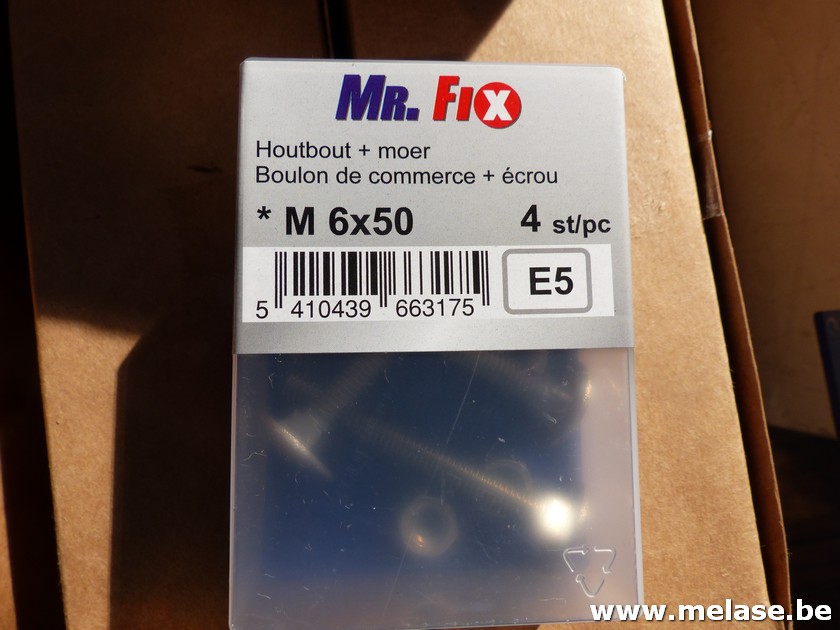 MR. FIX
Houtbout + moer
Boulon de commerce + écrou
* M 6x50 4 st/pc
5 410439 663175 E5
www.melase.be